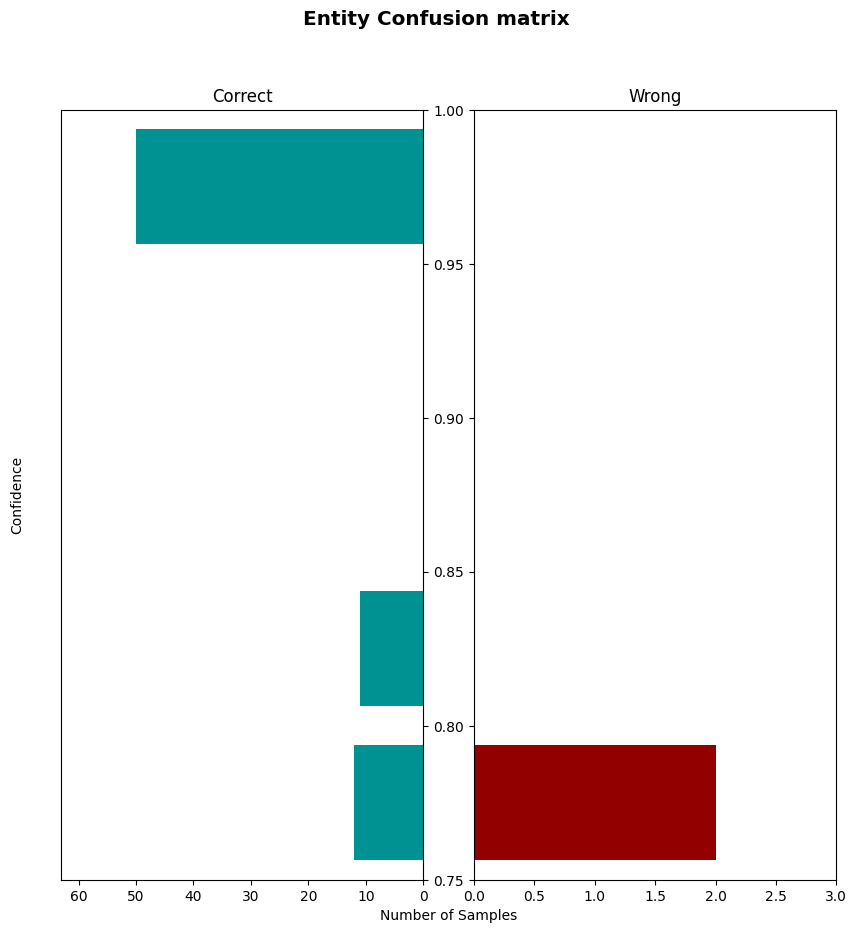 Entity Confusion matrix
Correct
Wrong
1.00
0.95
0.90
0.85
0.80
0.75
Confidence
60 50 40 30 20 10 0
0.0 0.5 1.0 1.5 2.0 2.5 3.0
Number of Samples